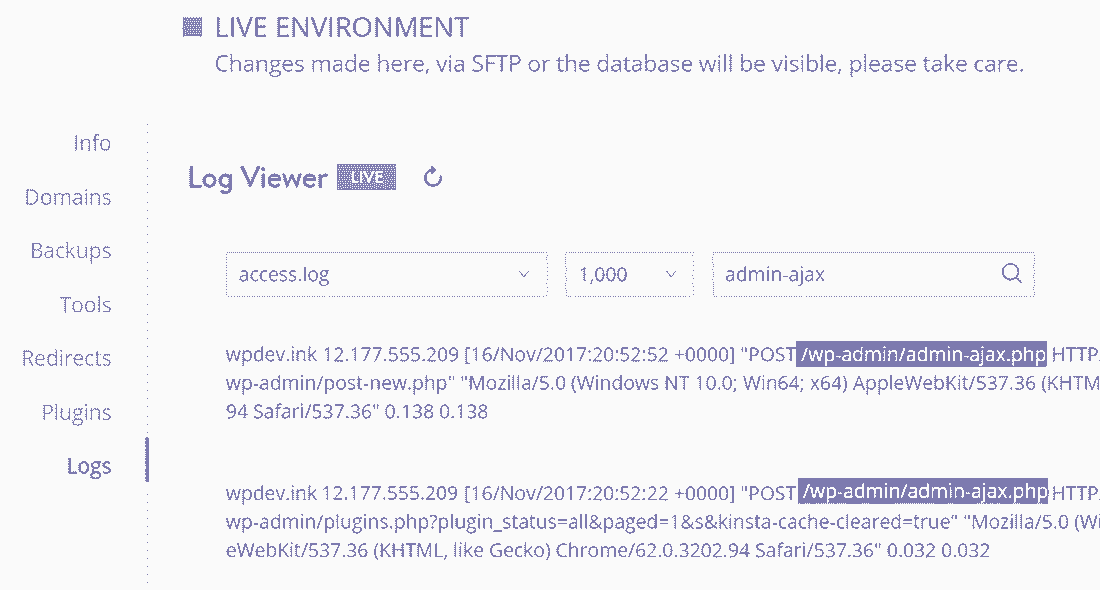 LIVE ENVIRONMENT
Changes made here, via SFTP or the database will be visible, please take care.
Info
Domains
Backups
Tools
Redirects
Plugins
Logs
Log Viewer LIVE
access.log 1,000 admin-ajax
wpdev.ink 12.177.555.209 [16/Nov/2017:20:52:52 +0000] "POST /wp-admin/admin-ajax.php HTTP
wp-admin/post-new.php" "Mozilla/5.0 (Windows NT 10.0; Win64; x64) AppleWebKit/537.36 (KHTM
94 Safari/537.36" 0.138 0.138
wpdev.ink 12.177.555.209 [16/Nov/2017:20:52:22 +0000] "POST /wp-admin/admin-ajax.php HTTP
wp-admin/plugins.php?plugin_status=all&paged=1&s&kinsta-cache-cleared=true" "Mozilla/5.0 (Wi
eWebKit/537.36 (KHTML, like Gecko) Chrome/62.0.3202.94 Safari/537.36" 0.032 0.032